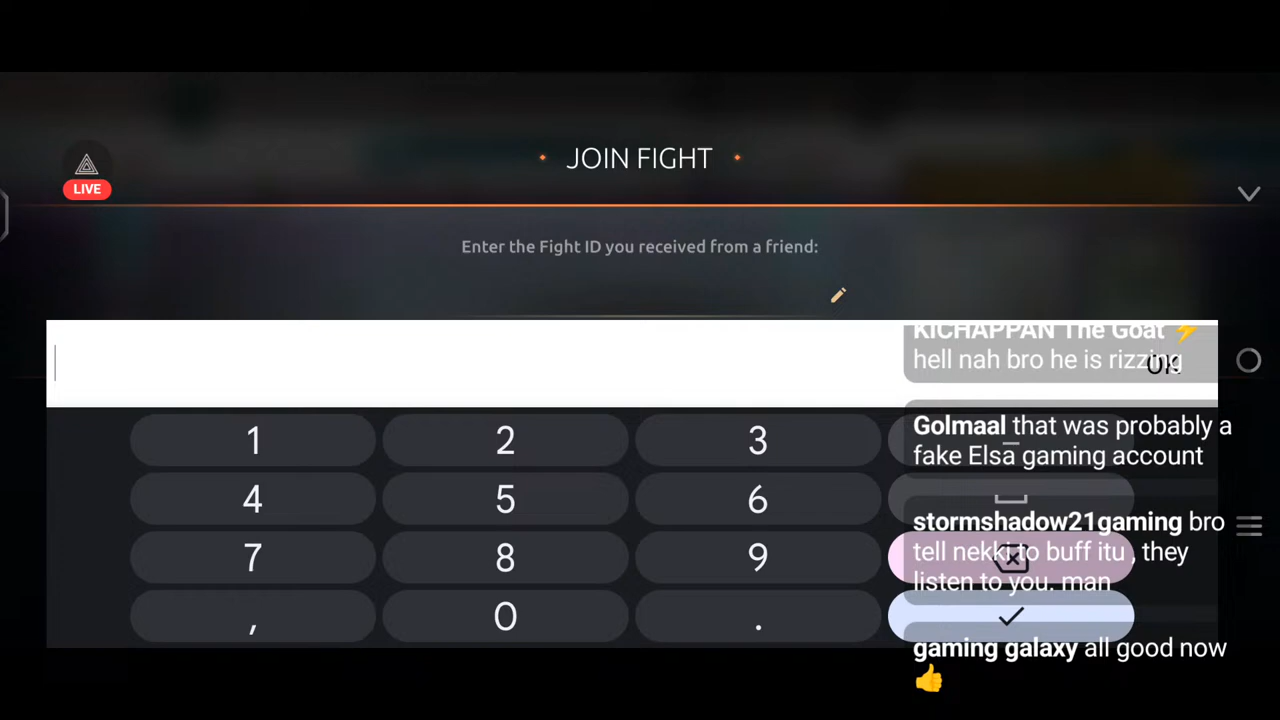 JOIN FIGHT
LIVE
Enter the Fight ID you received from a friend:
KICHAPPAN The Goat ⚡
hell nah bro he is rizzing
OK
Golmaal that was probably a
fake Elsa gaming account
stormshadow21gaming bro
tell nekki to buff itu , they
listen to you. man
gaming galaxy all good now
👍
1 2 3 –
4 5 6
7 8 9
, 0 .